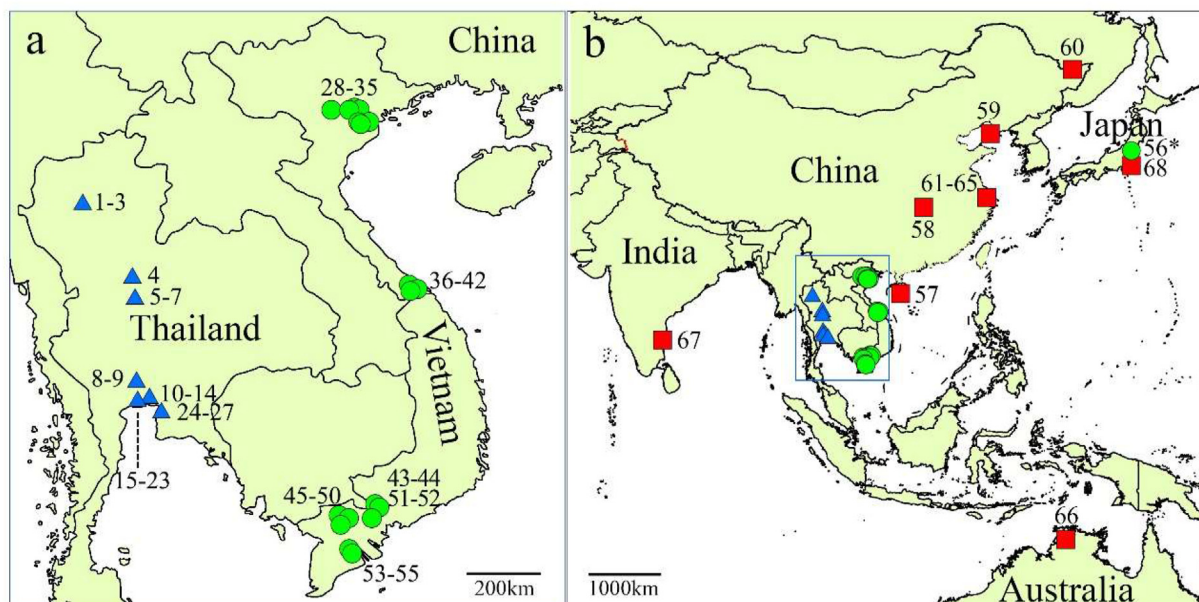 a
China
28-35
1-3
4
5-7
Thailand
36-42
Vietnam
8-9
10-14
24-27
15-23
43-44
45-50
51-52
53-55
200km
b
60
59
Japan
56*
68
China
61-65
58
India
57
67
66
1000km
Australia